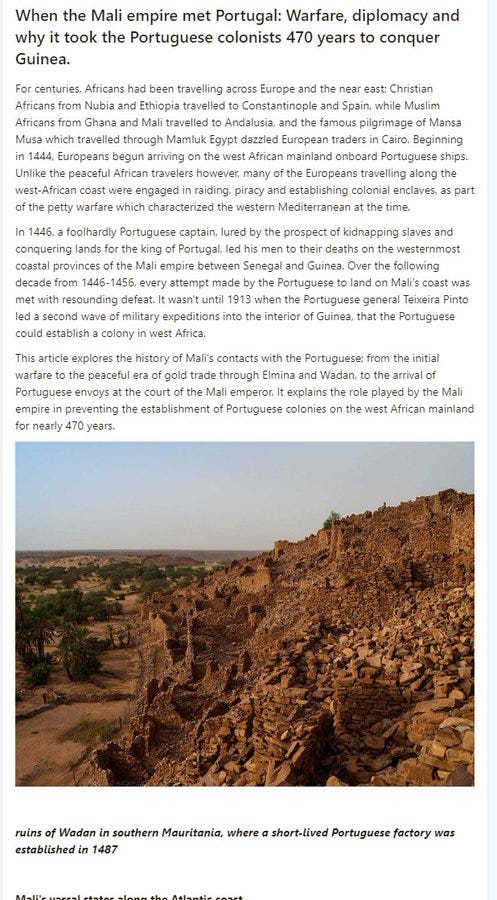 When the Mali empire met Portugal: Warfare, diplomacy and
why it took the Portuguese colonists 470 years to conquer
Guinea.
For centuries, Africans had been travelling across Europe and the near east; Christian
Africans from Nubia and Ethiopia travelled to Constantinople and Spain, while Muslim
Africans from Ghana and Mali travelled to Andalusia, and the famous pilgrimage of Mansa
Musa which travelled through Mamluk Egypt dazzled European traders in Cairo. Beginning
in 1444, Europeans begun arriving on the west African mainland onboard Portuguese ships.
Unlike the peaceful African travelers however, many of the Europeans travelling along the
west-African coast were engaged in raiding, piracy and establishing colonial enclaves, as part
of the petty warfare which characterized the western Mediterranean at the time.
In 1446, a foolhardly Portuguese captain, lured by the prospect of kidnapping slaves and
conquering lands for the king of Portugal, led his men to their deaths on the westernmost
coastal provinces of the Mali empire between Senegal and Guinea. Over the following
decade from 1446-1456, every attempt made by the Portuguese to land on Mali's coast was
met with resounding defeat. It wasn't until 1913 when the Portuguese general Teixeira Pinto
led a second wave of military expeditions into the interior of Guinea, that the Portuguese
could establish a colony in west Africa.
This article explores the history of Mali's contacts with the Portuguese; from the initial
warfare to the peaceful era of gold trade through Elmina and Wadan, to the arrival of
Portuguese envoys at the court of the Mali emperor. It explains the role played by the Mali
empire in preventing the establishment of Portuguese colonies on the west African mainland
for nearly 470 years.
ruins of Wadan in southern Mauritania, where a short-lived Portuguese factory was
established in 1487
Mali's vassal states along the Atlantic coast